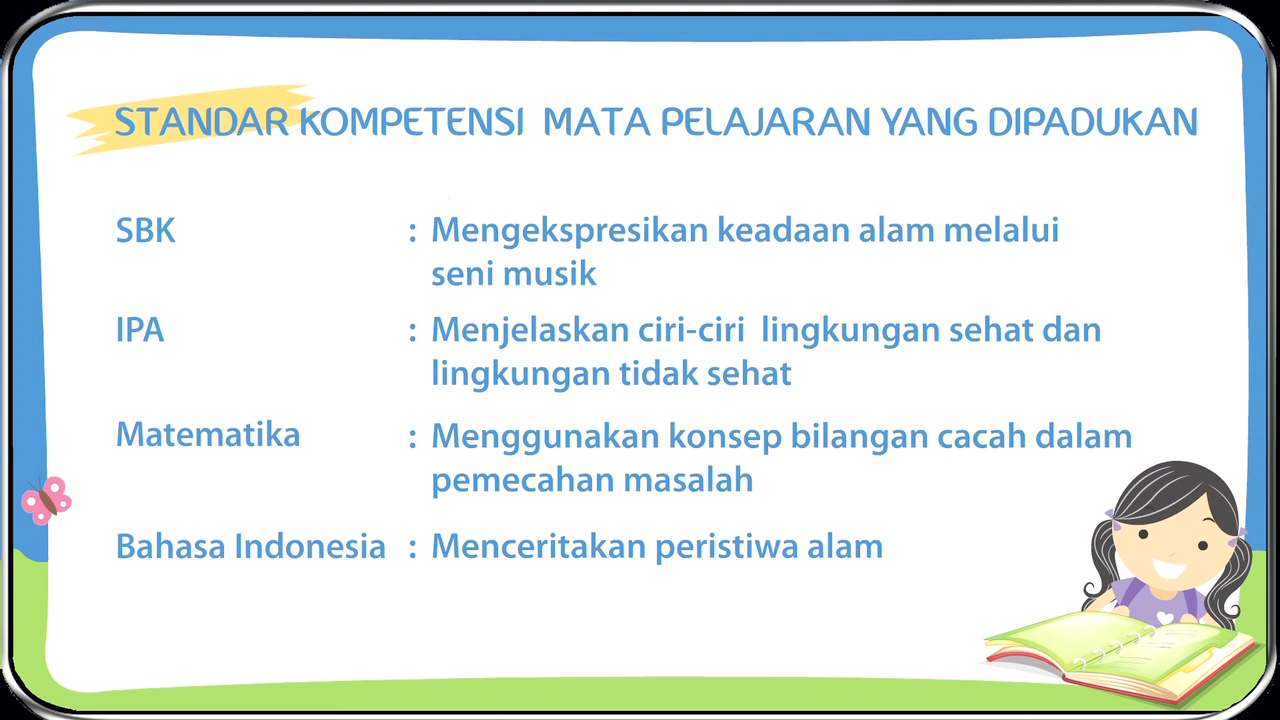 STANDAR KOMPETENSI MATA PELAJARAN YANG DIPADUKAN
SBK : Mengekspresikan keadaan alam melalui
seni musik
IPA : Menjelaskan ciri-ciri lingkungan sehat dan
lingkungan tidak sehat
Matematika : Menggunakan konsep bilangan cacah dalam
pemecahan masalah
Bahasa Indonesia : Menceritakan peristiwa alam